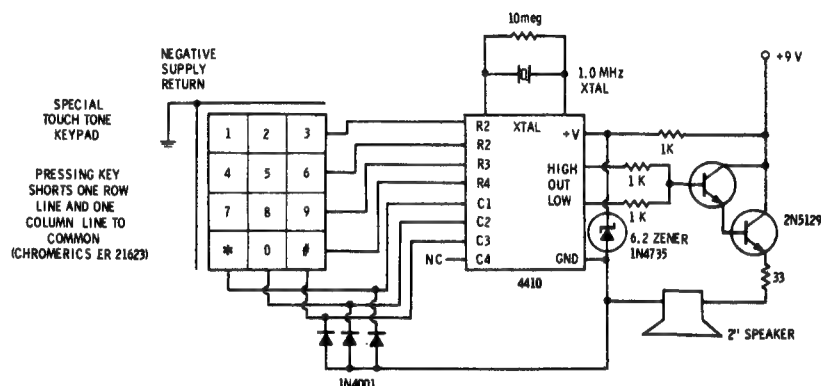 10meg
NEGATIVE
SUPPLY
RETURN
1.0 MHz
XTAL
+9 V
SPECIAL
TOUCH TONE
KEYPAD
1 2 3
4 5 6
7 8 9
* 0 #
PRESSING KEY
SHORTS ONE ROW
LINE AND ONE
COLUMN LINE TO
COMMON
(CHROMERICS ER 21623)
R2
R2
R3
R4
C1
C2
C3
C4
NC
XTAL
+V
HIGH
OUT
LOW
GND
4410
1K
1 K
1 K
6.2 ZENER
1N4735
2N5129
33
2" SPEAKER
1N4001